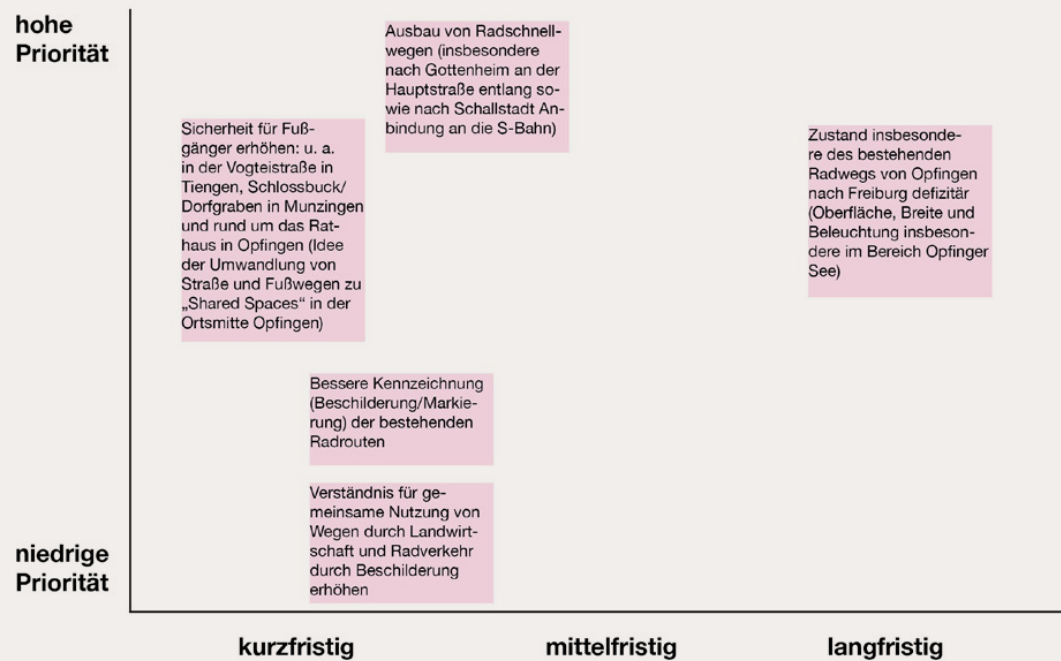 hohe
Priorität
Ausbau von Radschnell-
wegen (insbesondere
nach Gottenheim an der
Hauptstraße entlang so-
wie nach Schallstadt An-
bindung an die S-Bahn)
Sicherheit für Fuß-
gänger erhöhen: u. a.
in der Vogteistraße in
Tiengen, Schlossbuck/
Dorfgraben in Munzingen
und rund um das Rat-
haus in Opfingen (Idee
der Umwandlung von
Straße und Fußwegen zu
„Shared Spaces“ in der
Ortsmitte Opfingen)
Zustand insbesonde-
re des bestehenden
Radwegs von Opfingen
nach Freiburg defizitär
(Oberfläche, Breite und
Beleuchtung insbeson-
dere im Bereich Opfinger
See)
Bessere Kennzeichnung
(Beschilderung/Markie-
rung) der bestehenden
Radrouten
Verständnis für ge-
meinsame Nutzung von
Wegen durch Landwirt-
schaft und Radverkehr
durch Beschilderung
erhöhen
niedrige
Priorität
kurzfristig
mittelfristig
langfristig